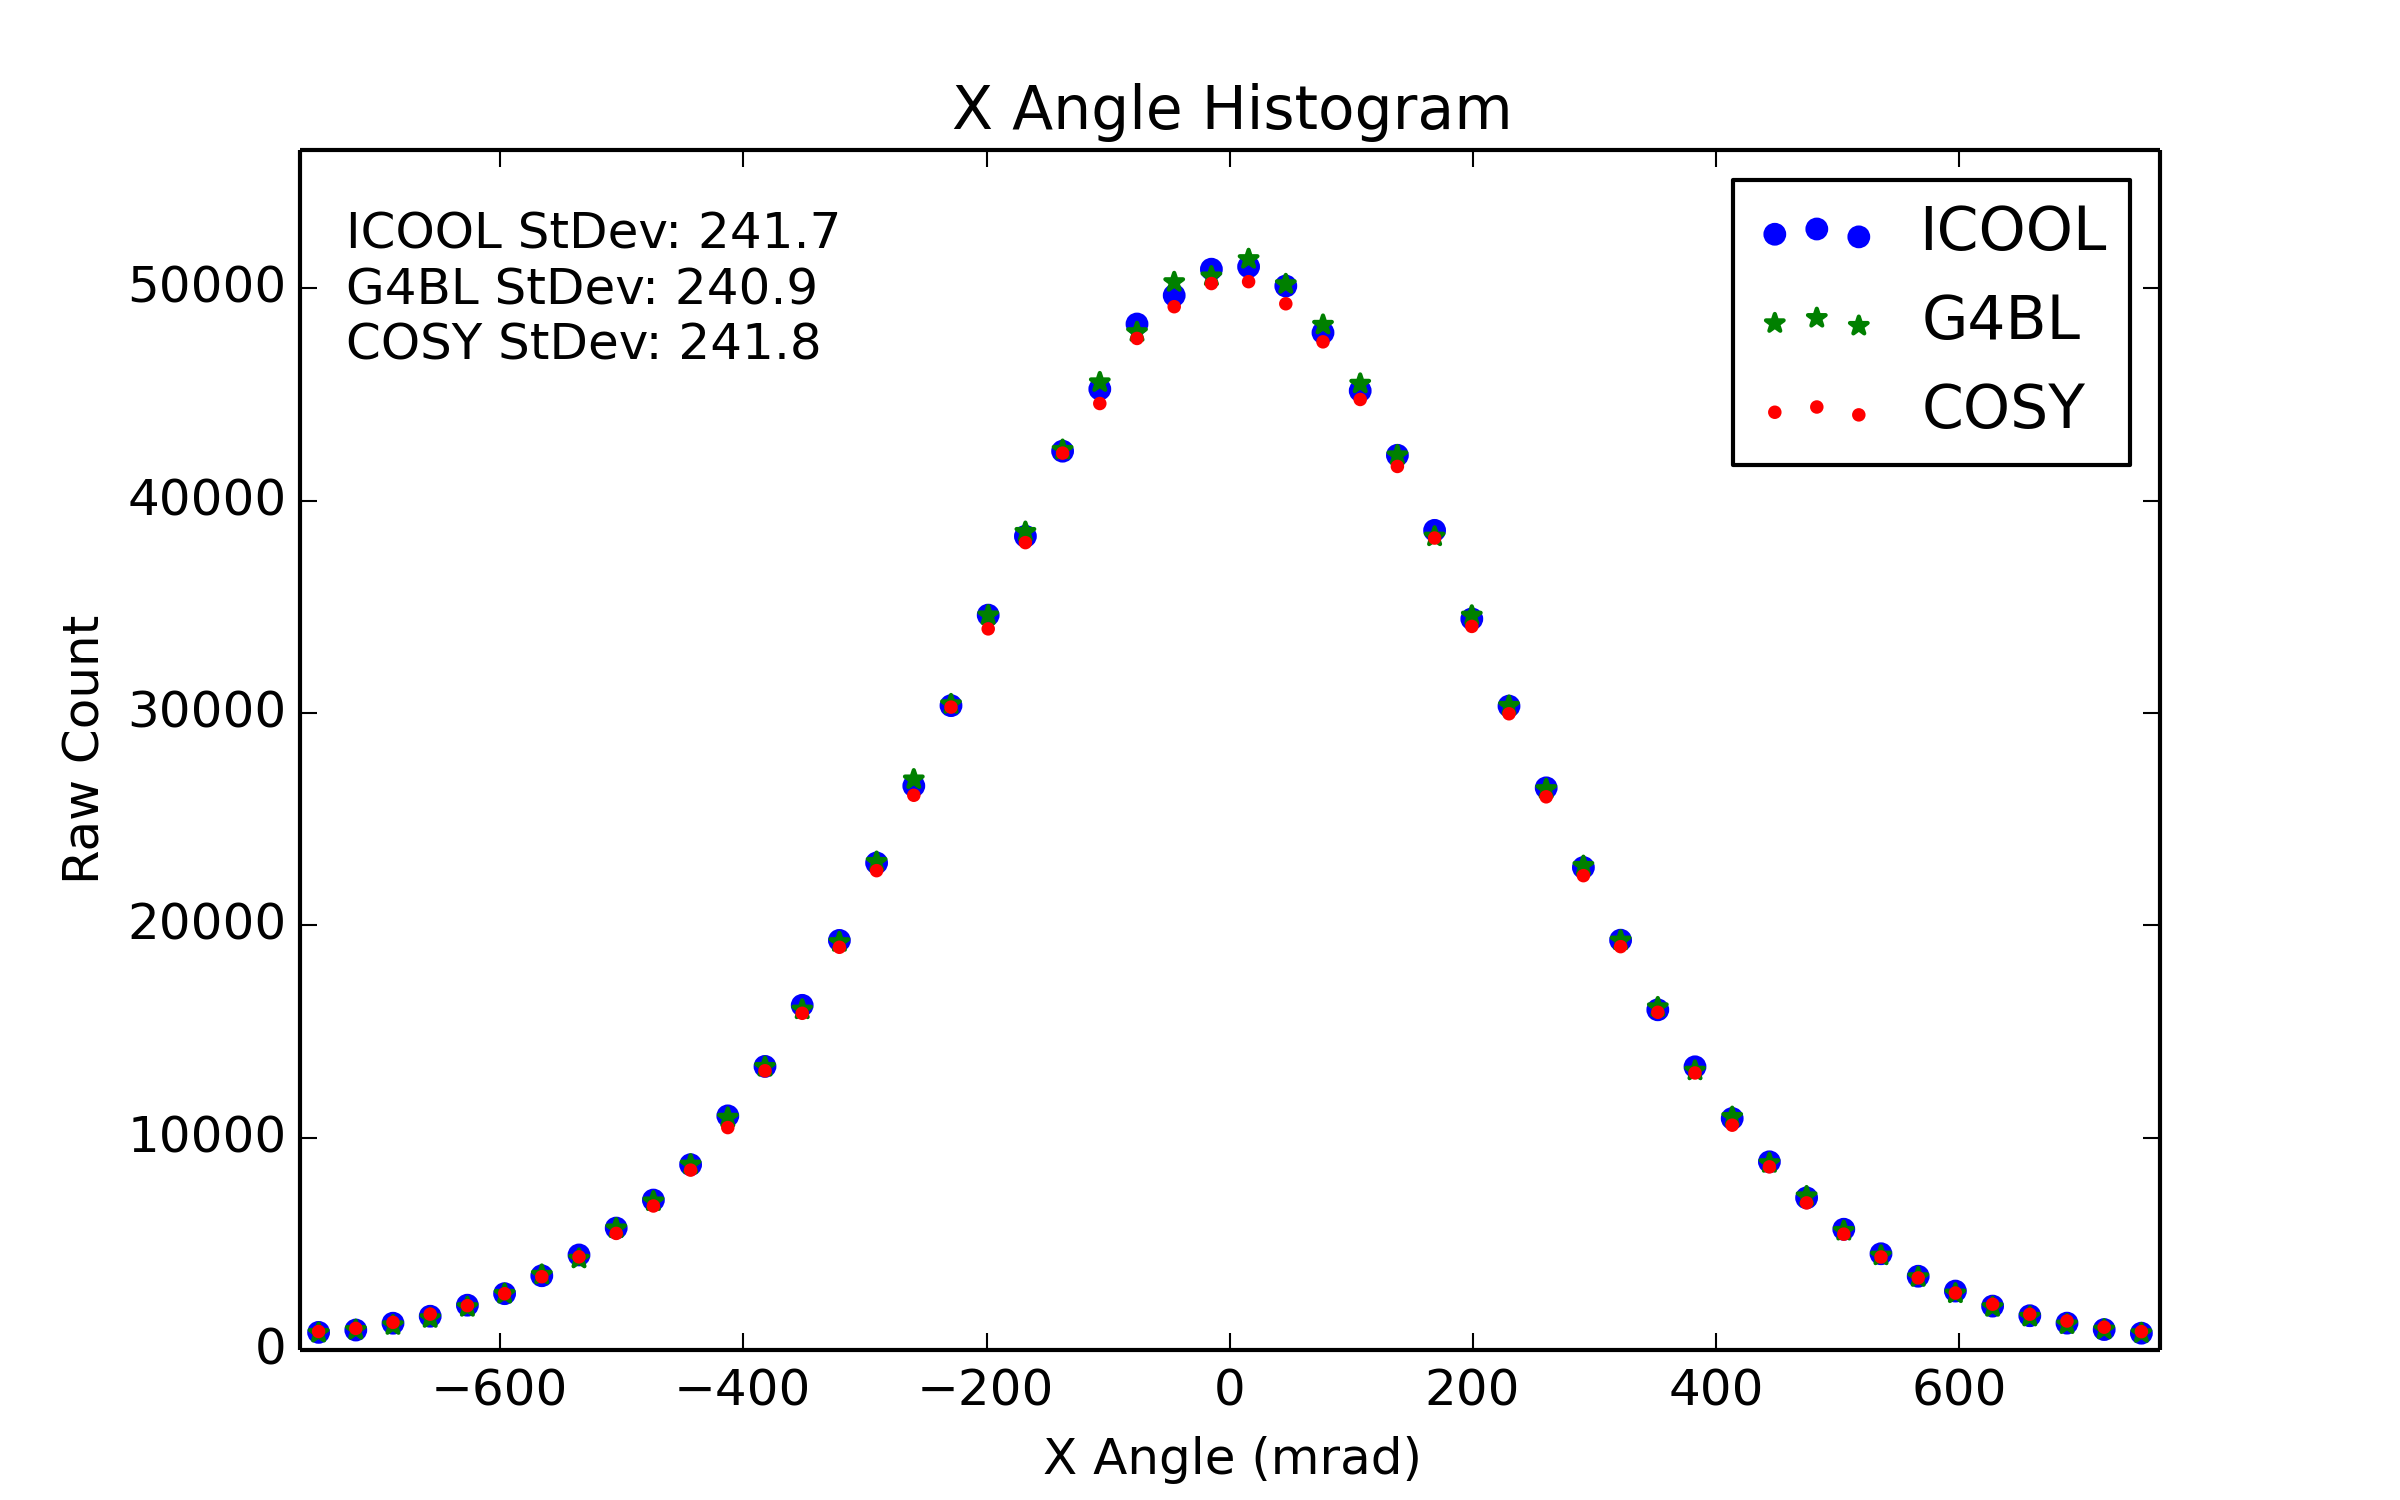 X Angle Histogram
ICOOL StDev: 241.7
G4BL StDev: 240.9
COSY StDev: 241.8
ICOOL
G4BL
COSY
Raw Count
50000
40000
30000
20000
10000
0
−600 −400 −200 0 200 400 600
X Angle (mrad)